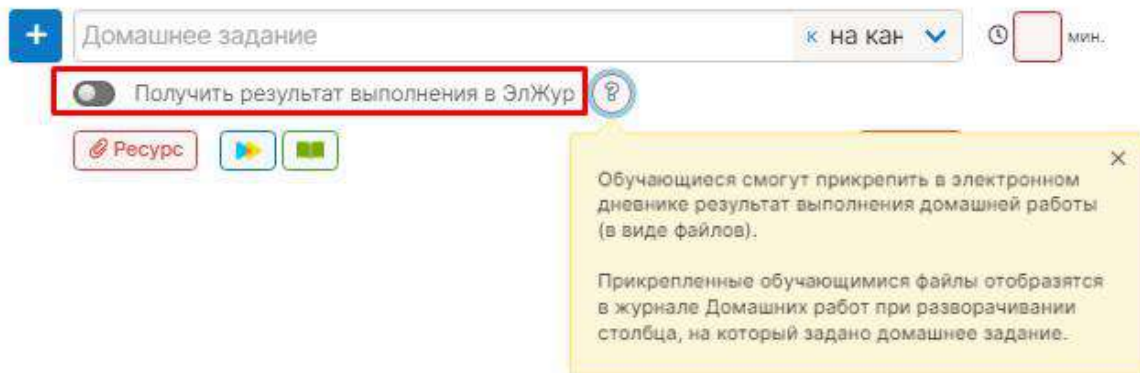 + Домашнее задание к на кан мин.
Получить результат выполнения в ЭлЖур ?
Ресурс
×
Обучающиеся смогут прикрепить в электронном
дневнике результат выполнения домашней работы
(в виде файлов).
Прикрепленные обучающимися файлы отобразятся
в журнале Домашних работ при разворачивании
столбца, на который задано домашнее задание.